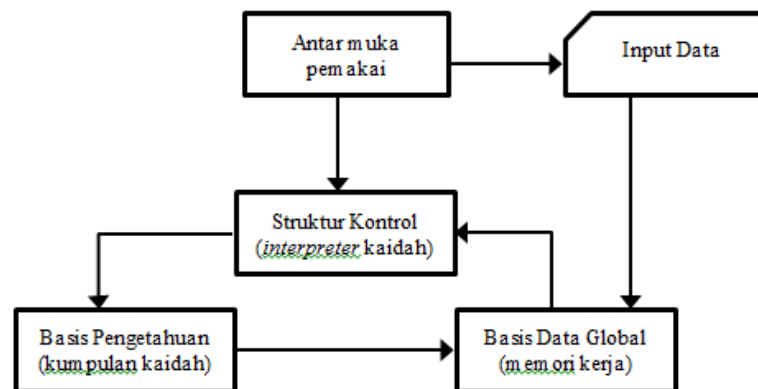 Antar muka
pemakai
Input Data
Struktur Kontrol
(interpreter kaidah)
Basis Pengetahuan
(kumpulan kaidah)
Basis Data Global
(memori kerja)